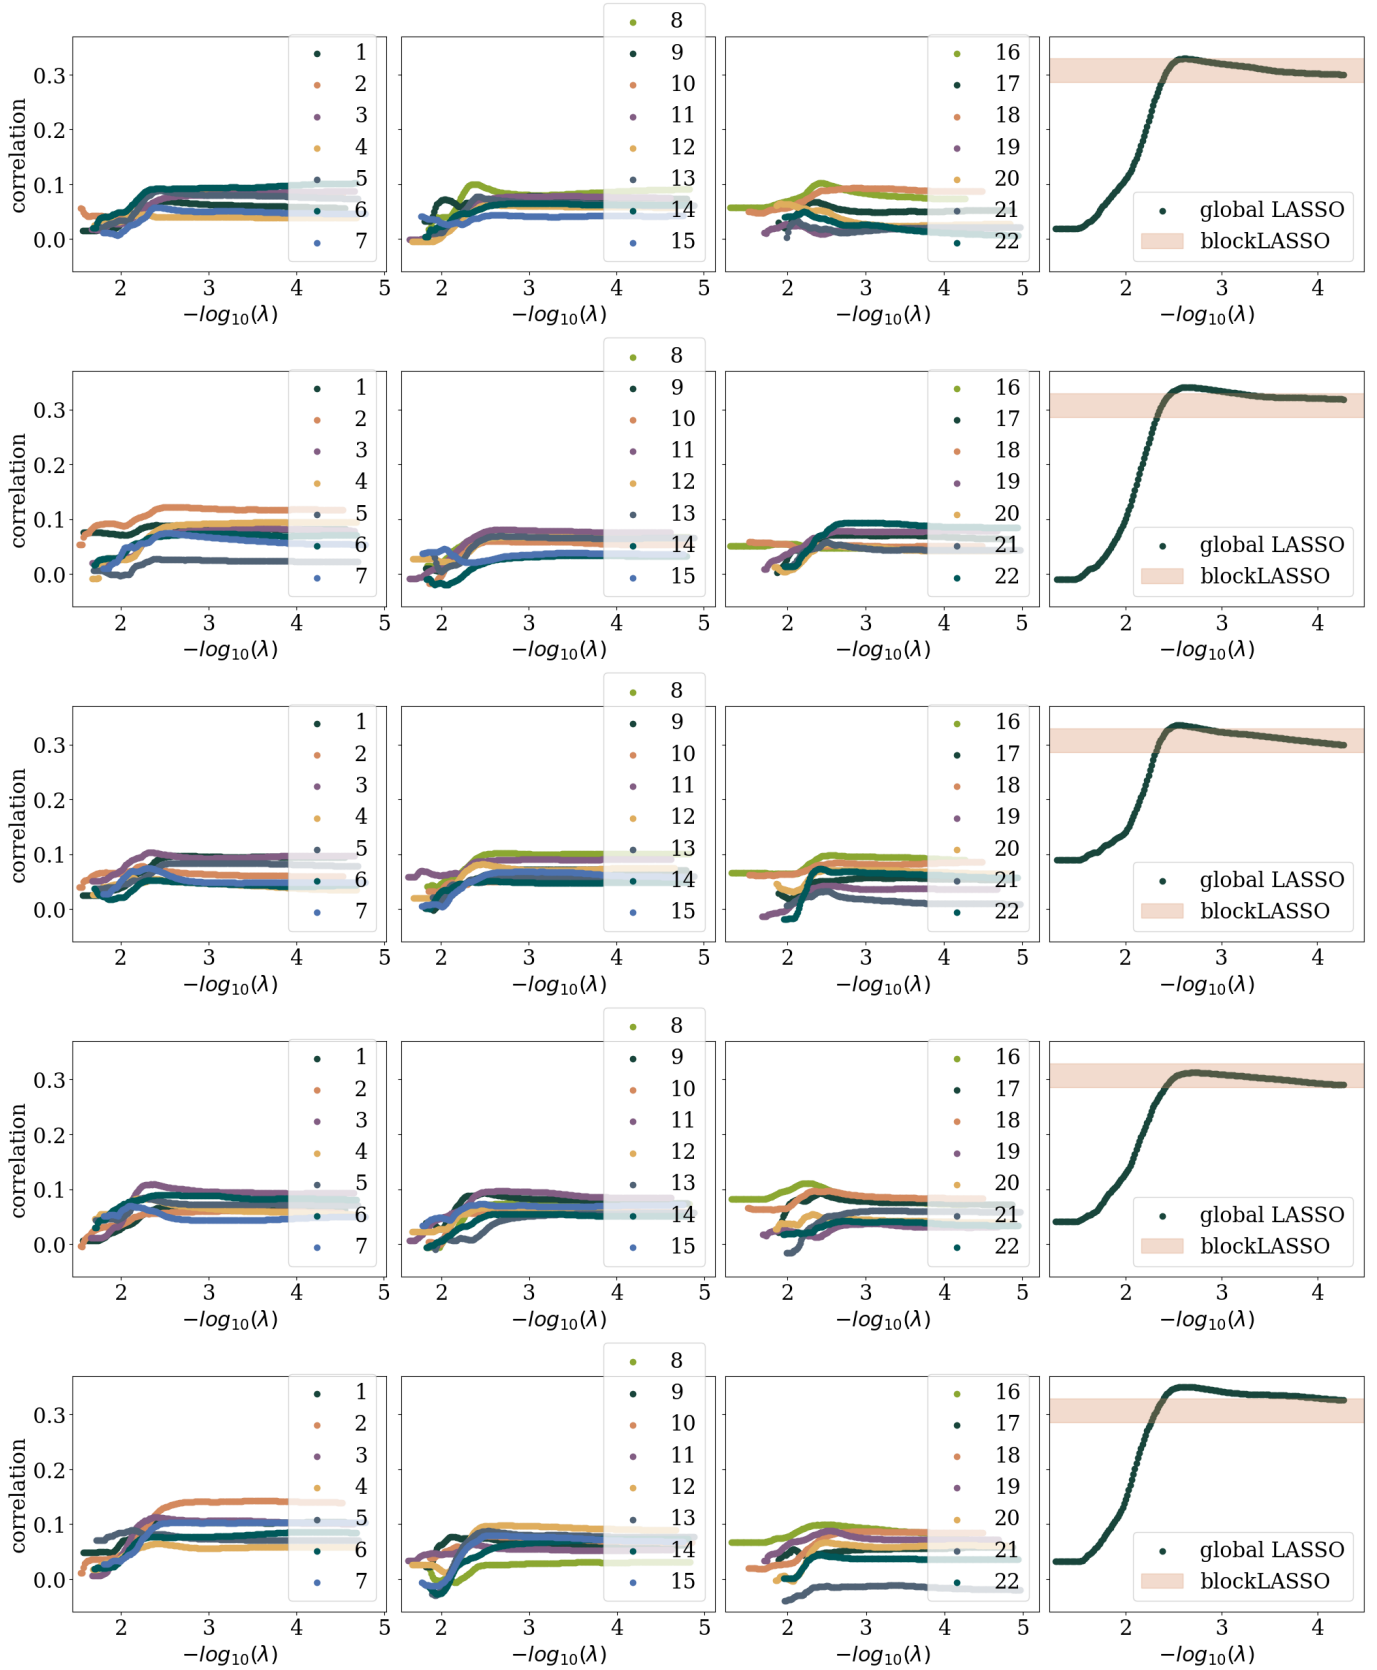 8
1
9
16
2
10
17
3
11
18
4
12
19
5
13
20
6
14
21
global LASSO
7
15
22
blockLASSO
0.3
0.2
0.1
0.0
correlation
2 3 4 5
2 3 4 5
2 3 4 5
2 3 4
−log10(λ)
−log10(λ)
−log10(λ)
−log10(λ)
8
1
9
16
2
10
17
3
11
18
4
12
19
5
13
20
6
14
21
global LASSO
7
15
22
blockLASSO
0.3
0.2
0.1
0.0
correlation
2 3 4 5
2 3 4 5
2 3 4 5
2 3 4
−log10(λ)
−log10(λ)
−log10(λ)
−log10(λ)
8
1
9
16
2
10
17
3
11
18
4
12
19
5
13
20
6
14
21
global LASSO
7
15
22
blockLASSO
0.3
0.2
0.1
0.0
correlation
2 3 4 5
2 3 4 5
2 3 4 5
2 3 4
−log10(λ)
−log10(λ)
−log10(λ)
−log10(λ)
8
1
9
16
2
10
17
3
11
18
4
12
19
5
13
20
6
14
21
global LASSO
7
15
22
blockLASSO
0.3
0.2
0.1
0.0
correlation
2 3 4 5
2 3 4 5
2 3 4 5
2 3 4
−log10(λ)
−log10(λ)
−log10(λ)
−log10(λ)
8
1
9
16
2
10
17
3
11
18
4
12
19
5
13
20
6
14
21
global LASSO
7
15
22
blockLASSO
0.3
0.2
0.1
0.0
correlation
2 3 4 5
2 3 4 5
2 3 4 5
2 3 4
−log10(λ)
−log10(λ)
−log10(λ)
−log10(λ)